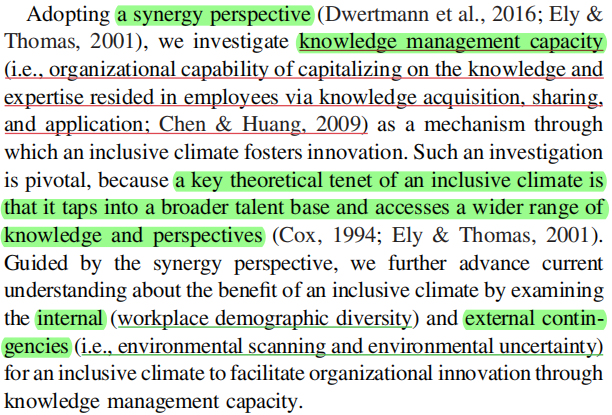 Adopting a synergy perspective (Dwertmann et al., 2016; Ely &
Thomas, 2001), we investigate knowledge management capacity
(i.e., organizational capability of capitalizing on the knowledge and
expertise resided in employees via knowledge acquisition, sharing,
and application; Chen & Huang, 2009) as a mechanism through
which an inclusive climate fosters innovation. Such an investigation
is pivotal, because a key theoretical tenet of an inclusive climate is
that it taps into a broader talent base and accesses a wider range of
knowledge and perspectives (Cox, 1994; Ely & Thomas, 2001).
Guided by the synergy perspective, we further advance current
understanding about the benefit of an inclusive climate by examining
the internal (workplace demographic diversity) and external contin-
gencies (i.e., environmental scanning and environmental uncertainty)
for an inclusive climate to facilitate organizational innovation through
knowledge management capacity.